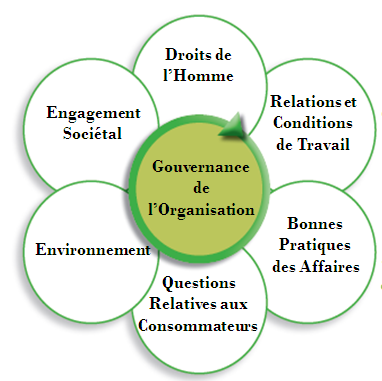 Droits de
l'Homme
Relations et
Conditions
de Travail
Bonnes
Pratiques
des Affaires
Questions
Relatives aux
Consommateurs
Environnement
Engagement
Sociétal
Gouvernance
de
l'Organisation